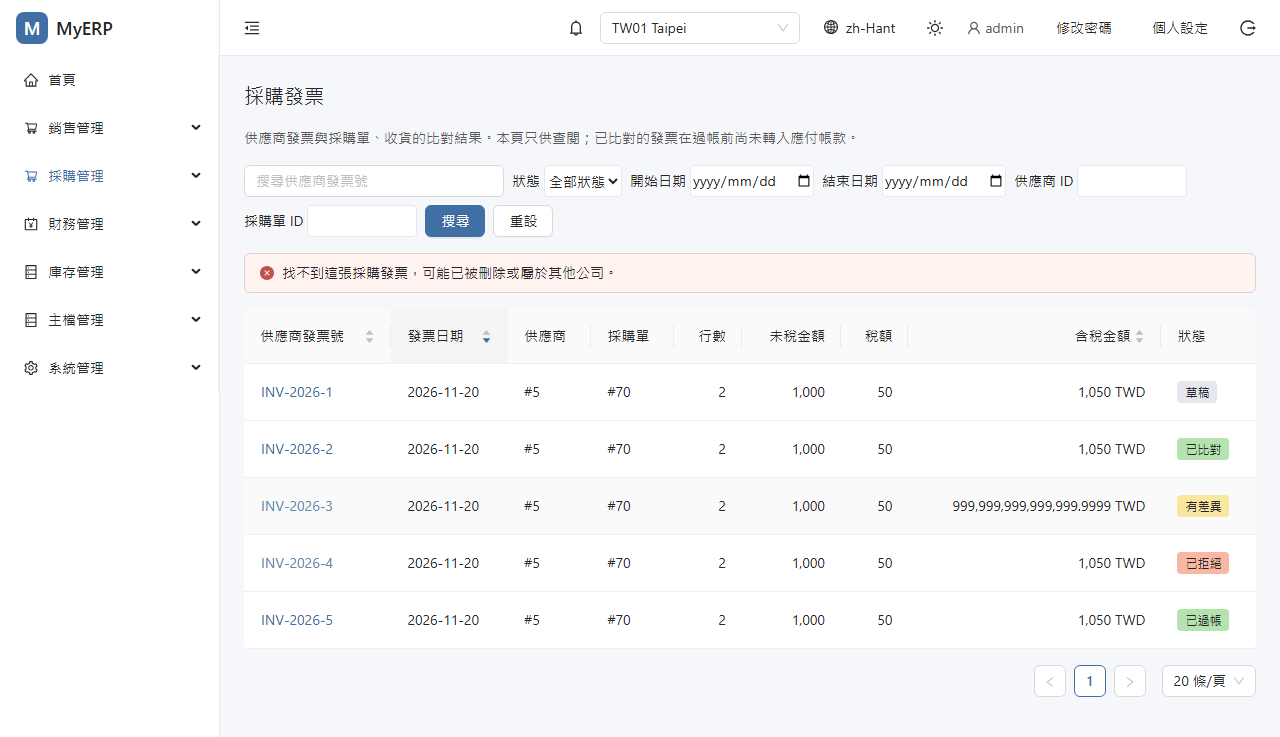 M MyERP
TW01 Taipei
zh-Hant
admin
修改密碼
個人設定
首頁
銷售管理
採購管理
財務管理
庫存管理
主檔管理
系統管理
採購發票
供應商發票與採購單、收貨的比對結果。本頁只供查閱；已比對的發票在過帳前尚未轉入應付帳款。
搜尋供應商發票號 狀態 全部狀態 開始日期 yyyy/mm/dd 結束日期 yyyy/mm/dd 供應商 ID
採購單 ID 搜尋 重設
找不到這張採購發票，可能已被刪除或屬於其他公司。
供應商發票號 發票日期 供應商 採購單 行數 未稅金額 稅額 含稅金額 狀態
INV-2026-1 2026-11-20 #5 #70 2 1,000 50 1,050 TWD 草稿
INV-2026-2 2026-11-20 #5 #70 2 1,000 50 1,050 TWD 已比對
INV-2026-3 2026-11-20 #5 #70 2 1,000 50 999,999,999,999,999.9999 TWD 有差異
INV-2026-4 2026-11-20 #5 #70 2 1,000 50 1,050 TWD 已拒絕
INV-2026-5 2026-11-20 #5 #70 2 1,000 50 1,050 TWD 已過帳
1 20 條/頁